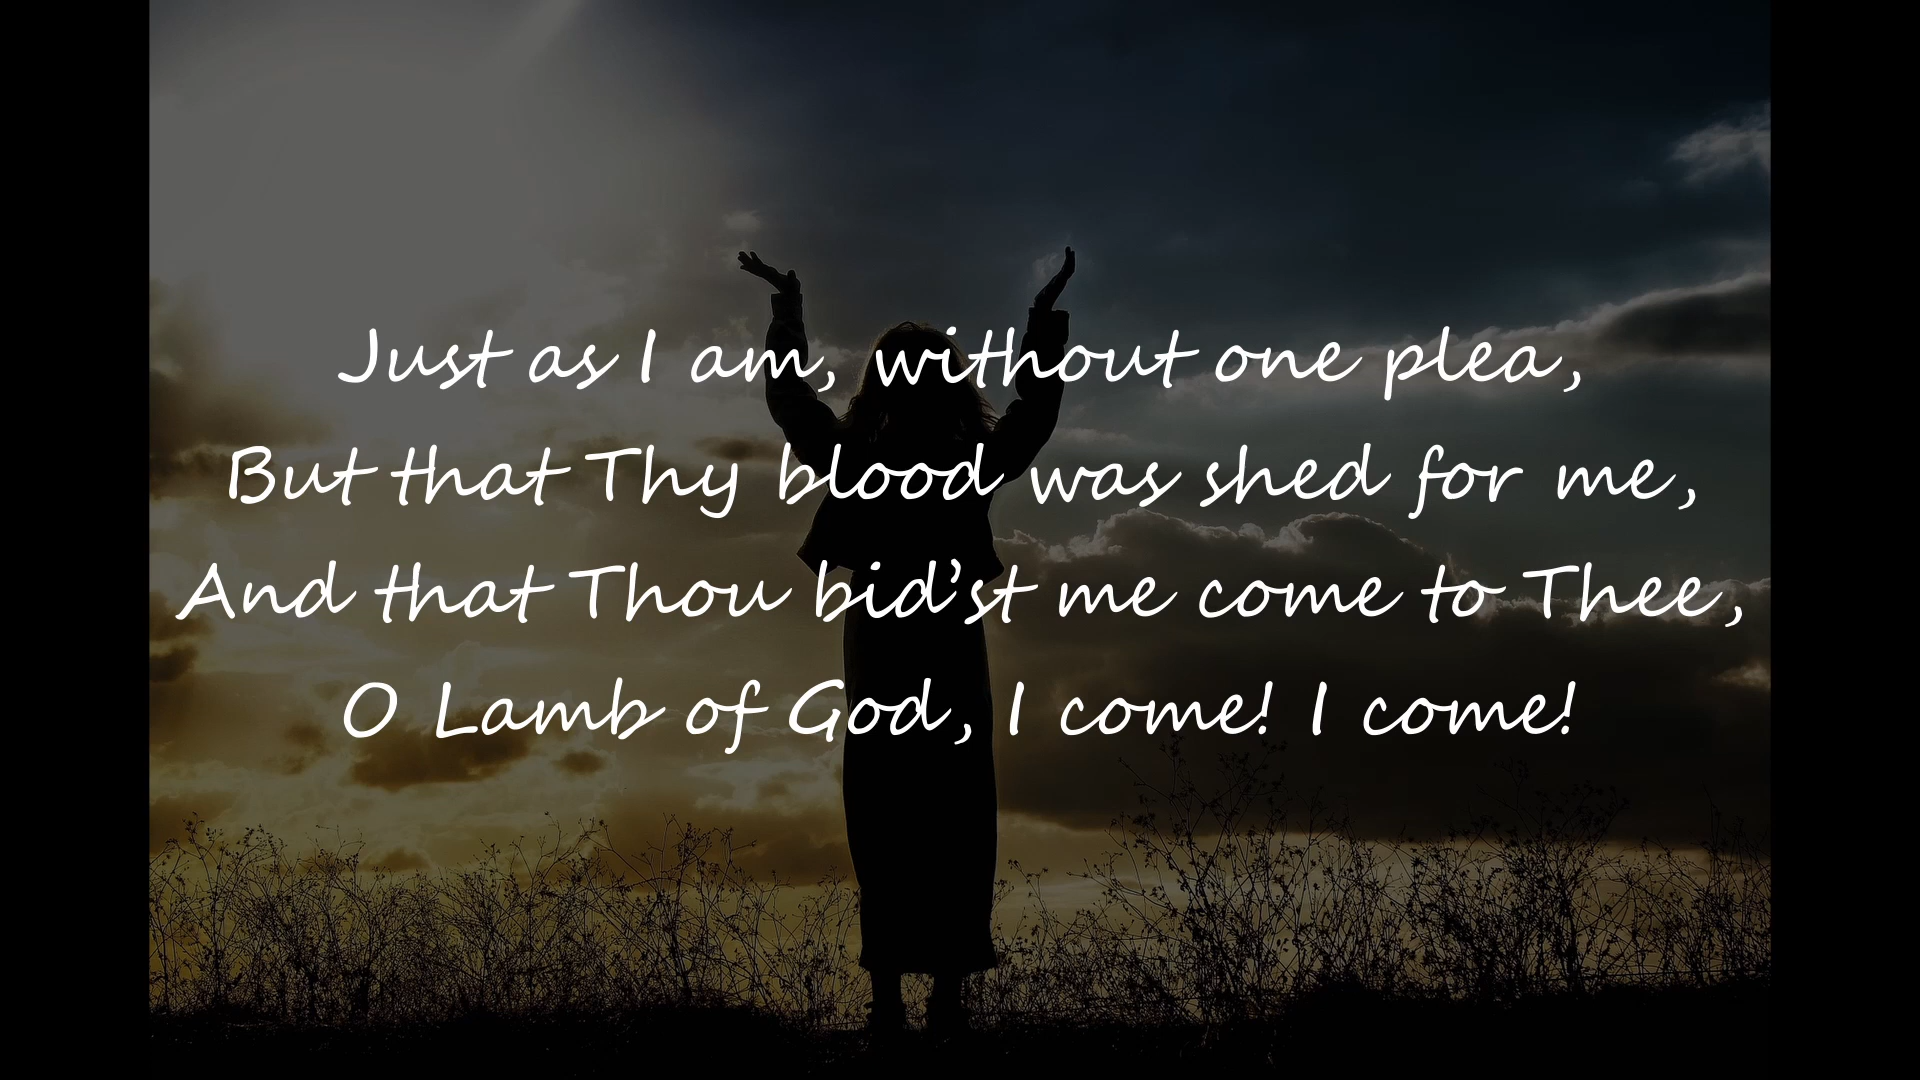 Just as I am, without one plea,
But that Thy blood was shed for me,
And that Thou bid’st me come to Thee,
O Lamb of God, I come! I come!